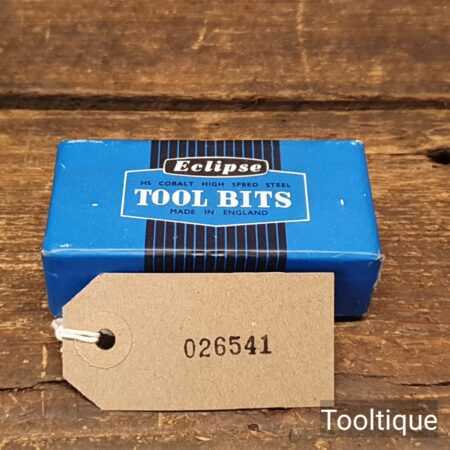 Eclipse
HS COBALT HIGH SPEED STEEL
TOOL BITS
MADE IN ENGLAND
026541
Tooltique